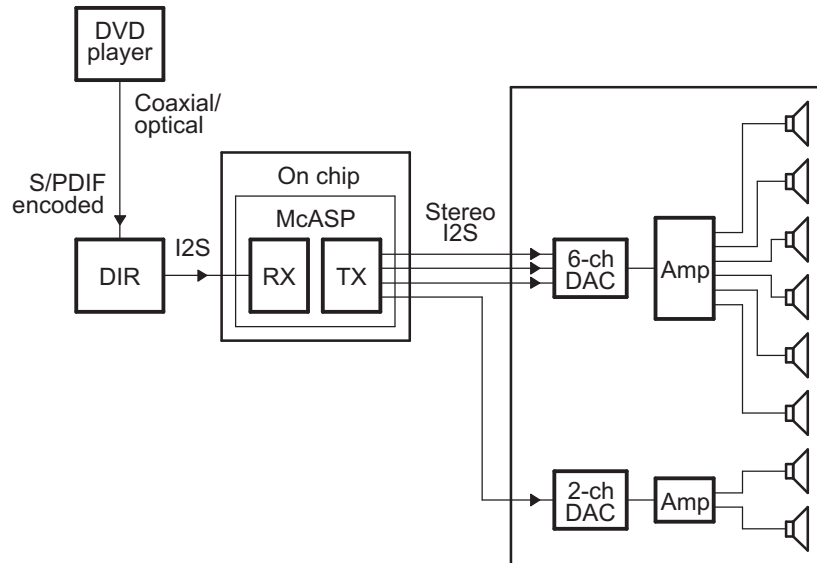 DVD
player
Coaxial/
optical
S/PDIF
encoded
DIR
I2S
On chip
McASP
RX
TX
Stereo
I2S
6-ch
DAC
Amp
2-ch
DAC
Amp